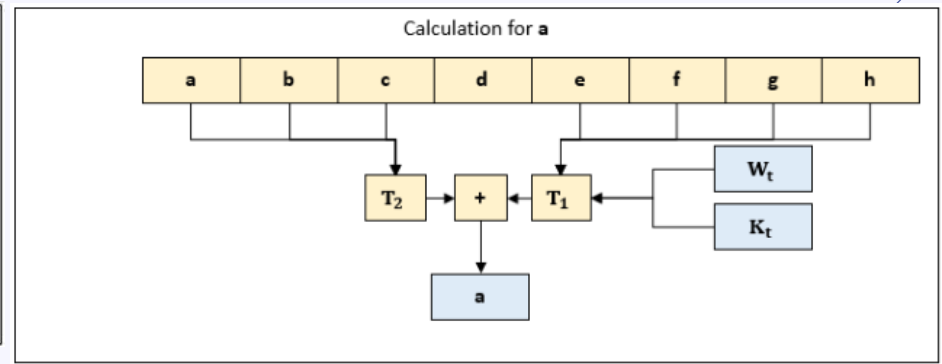 Calculation for a
a b c d e f g h
Wₜ
T₂ + T₁
Kₜ
a